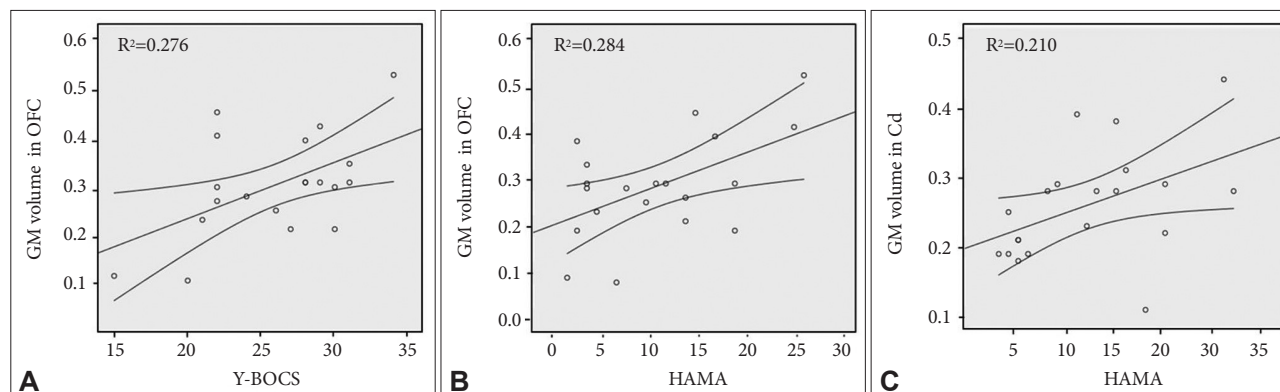 R²=0.276
0.6
0.5
0.4
0.3
0.2
0.1
GM volume in OFC
15 20 25 30 35
Y-BOCS
A
R²=0.284
0.6
0.5
0.4
0.3
0.2
0.1
0.0
GM volume in OFC
0 5 10 15 20 25 30
HAMA
B
R²=0.210
0.5
0.4
0.3
0.2
0.1
GM volume in Cd
5 10 15 20 30 35
HAMA
C